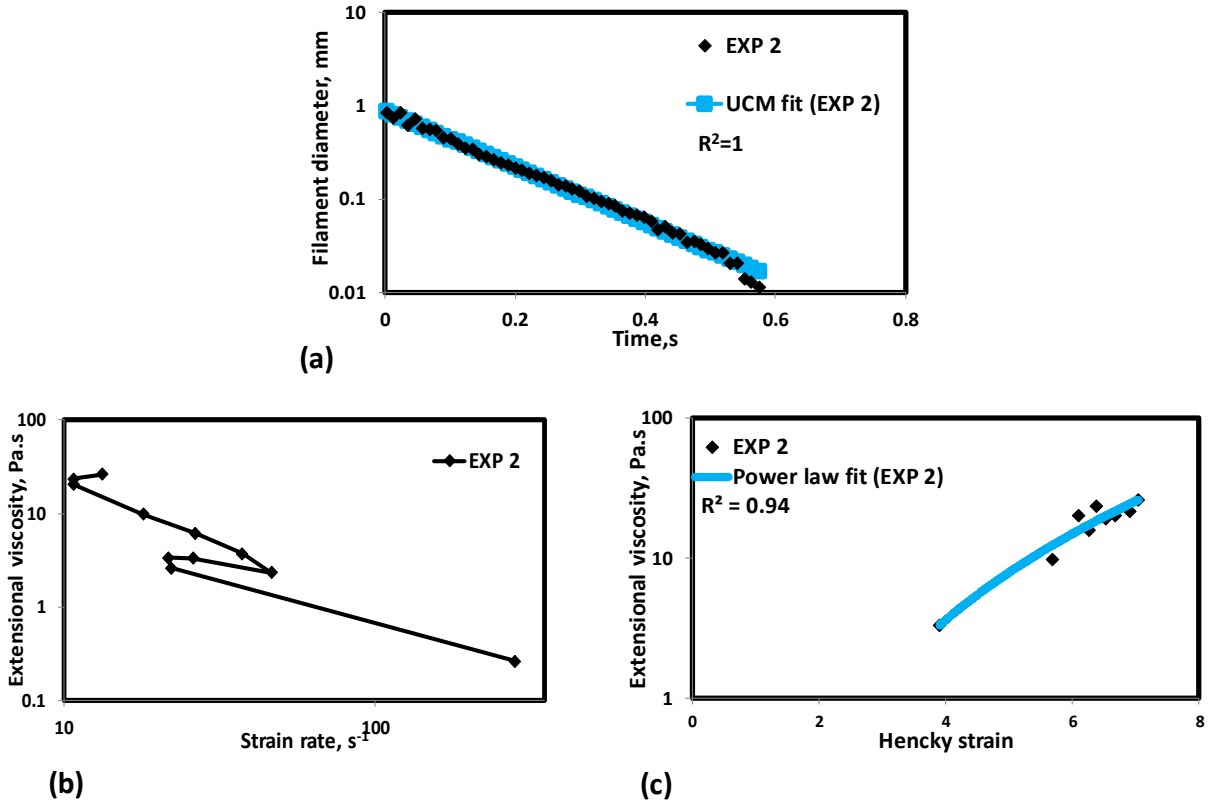 10
1
0.1
0.01
Filament diameter, mm
EXP 2
UCM fit (EXP 2)
R²=1
0 0.2 0.4 0.6 0.8
Time,s
(a)
100
10
1
0.1
Extensional viscosity, Pa.s
EXP 2
10 100
Strain rate, s⁻¹
(b)
100
10
1
Extensional viscosity, Pa.s
EXP 2
Power law fit (EXP 2)
R² = 0.94
0 2 4 6 8
Hencky strain
(c)